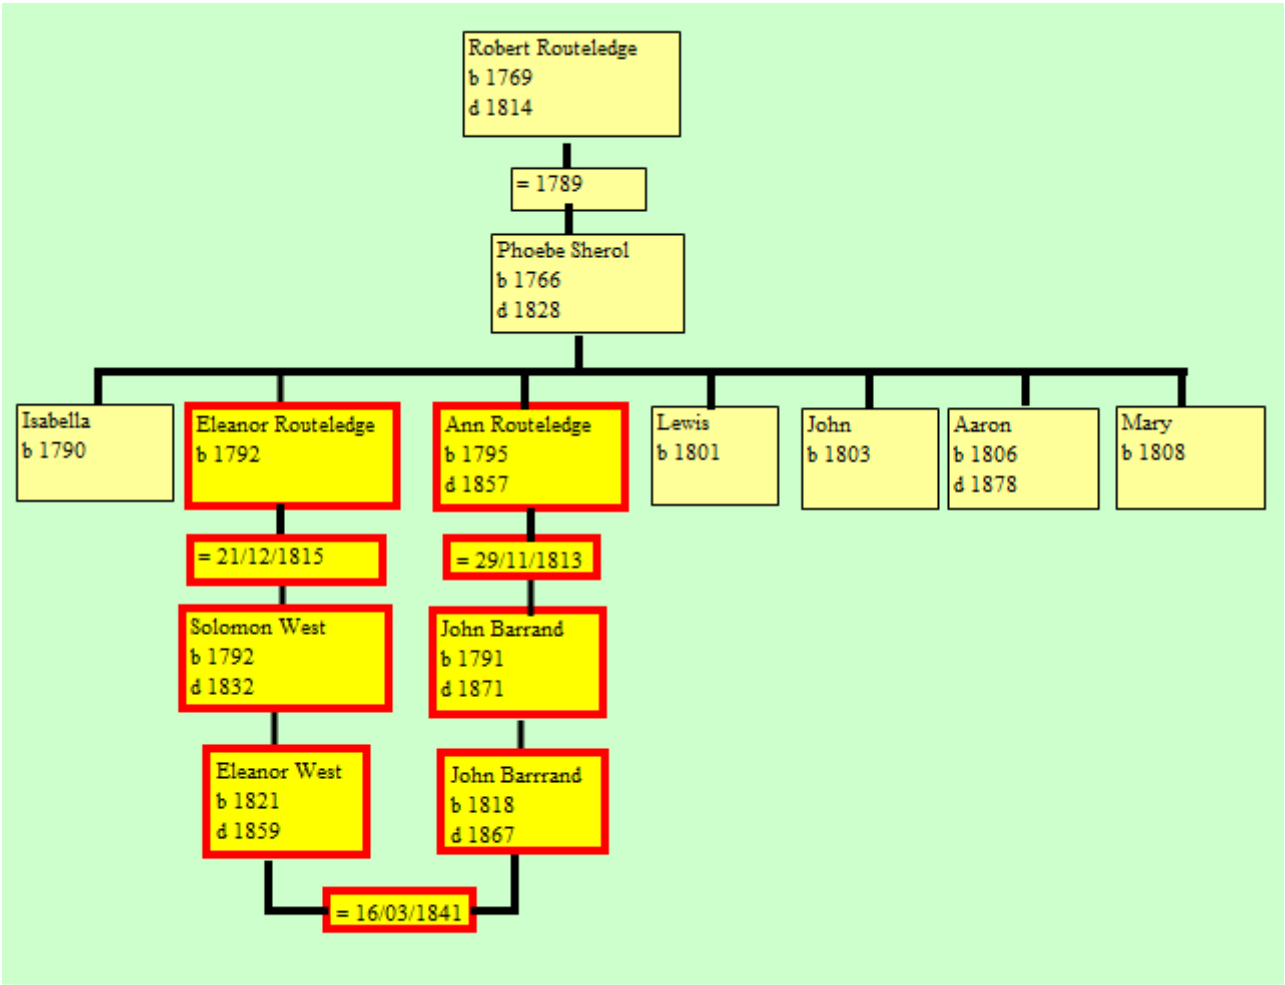 Robert Routeledge
b 1769
d 1814
= 1789
Phoebe Sherol
b 1766
d 1828
Isabella
b 1790
Eleanor Routeledge
b 1792
Ann Routeledge
b 1795
d 1857
Lewis
b 1801
John
b 1803
Aaron
b 1806
d 1878
Mary
b 1808
= 21/12/1815
= 29/11/1813
Solomon West
b 1792
d 1832
John Barrand
b 1791
d 1871
Eleanor West
b 1821
d 1859
John Barrrand
b 1818
d 1867
= 16/03/1841